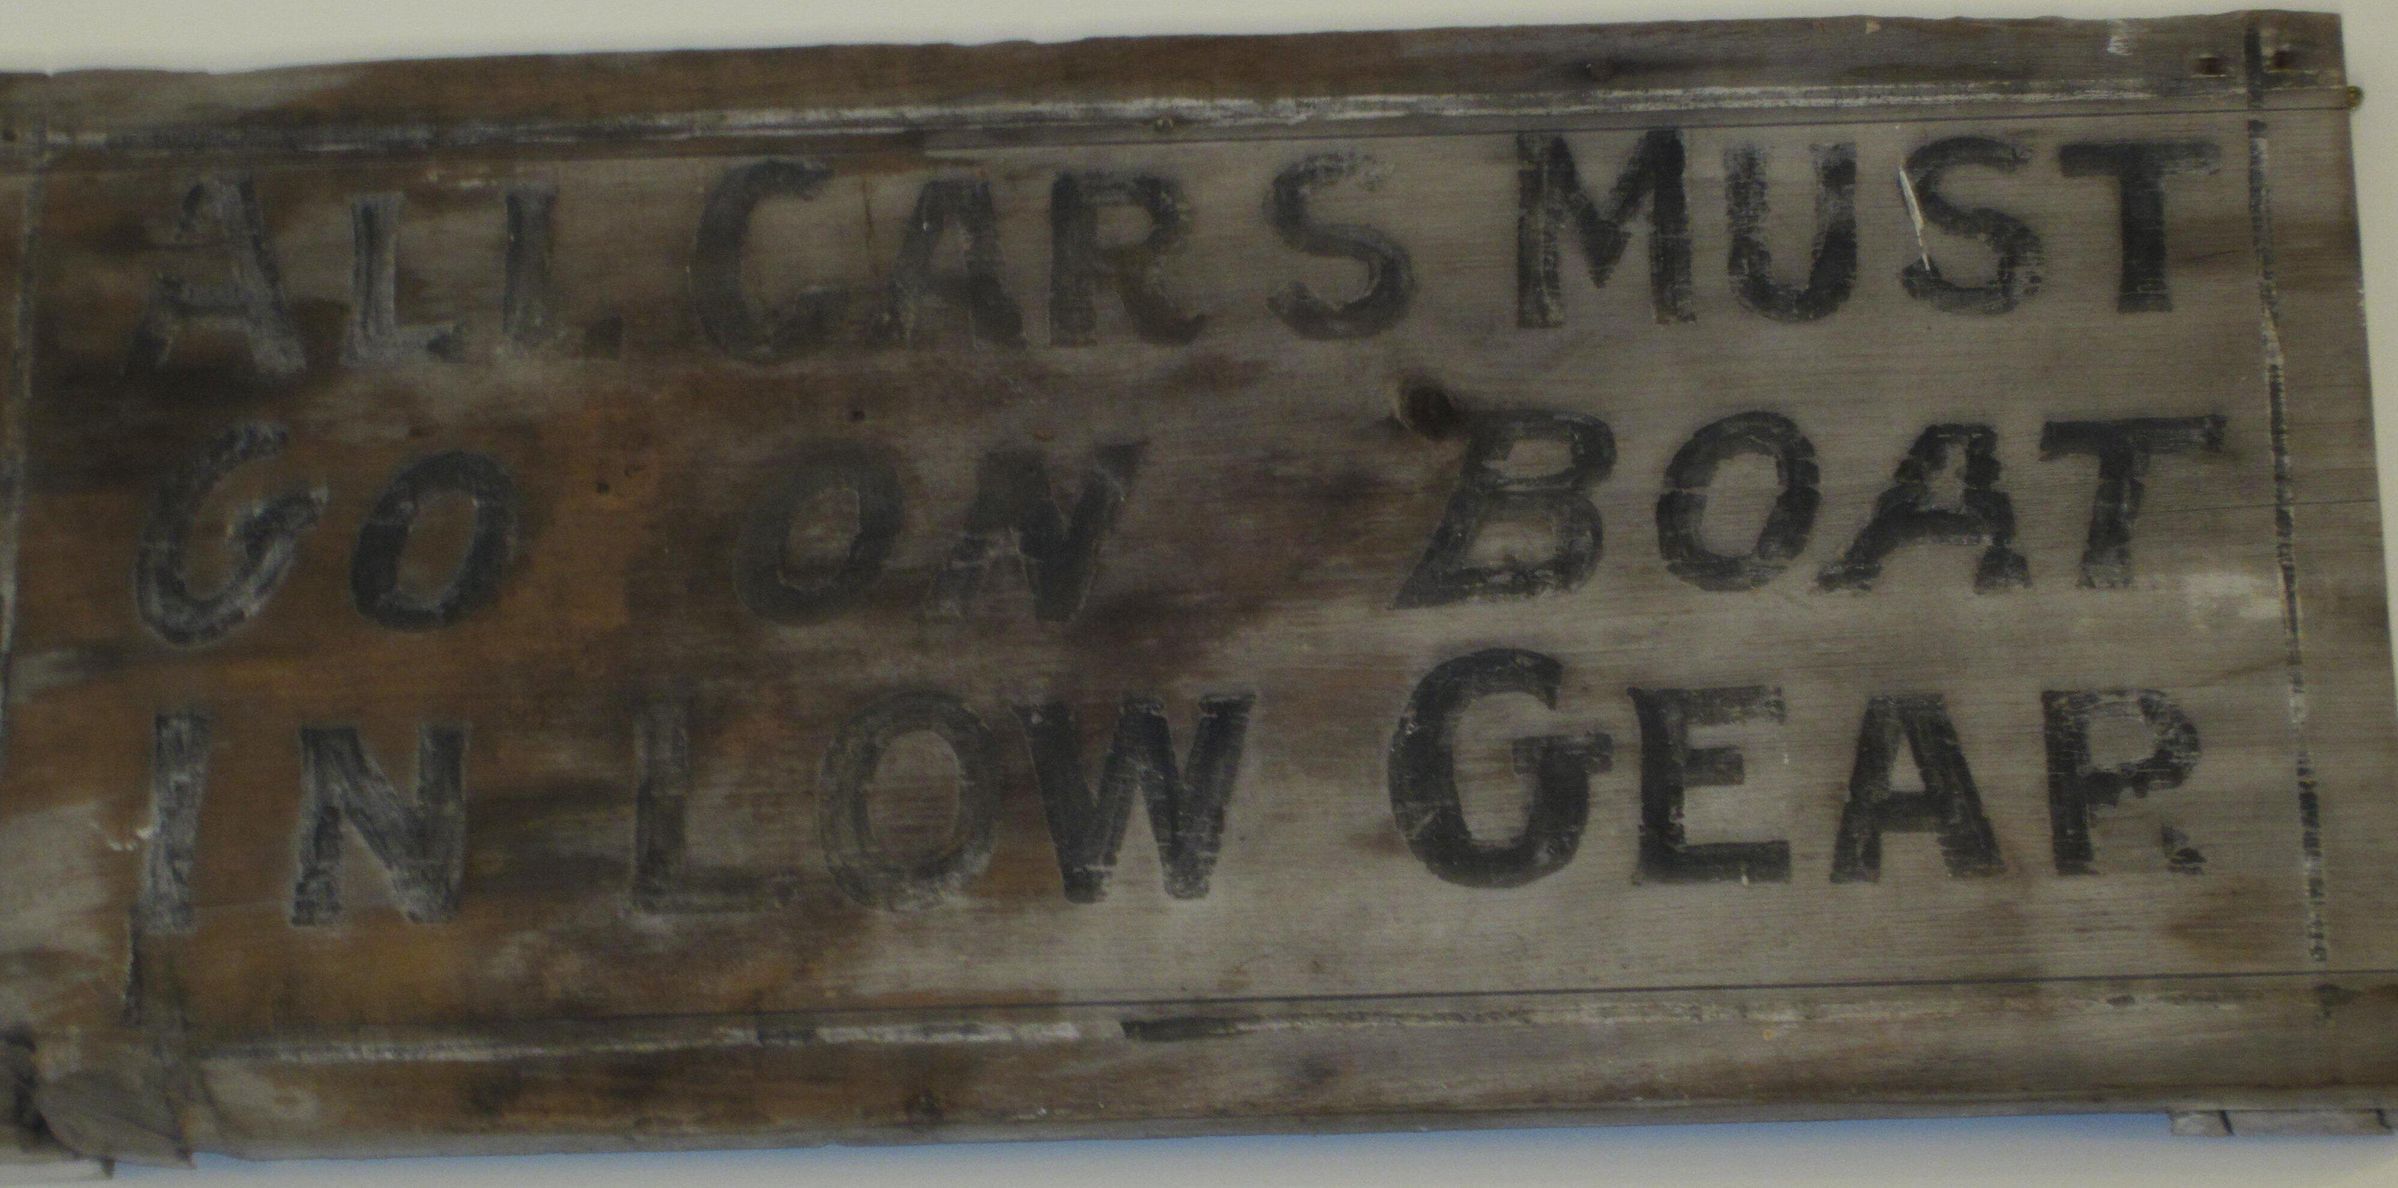 ALL CARS MUST
GO ON BOAT
IN LOW GEAR